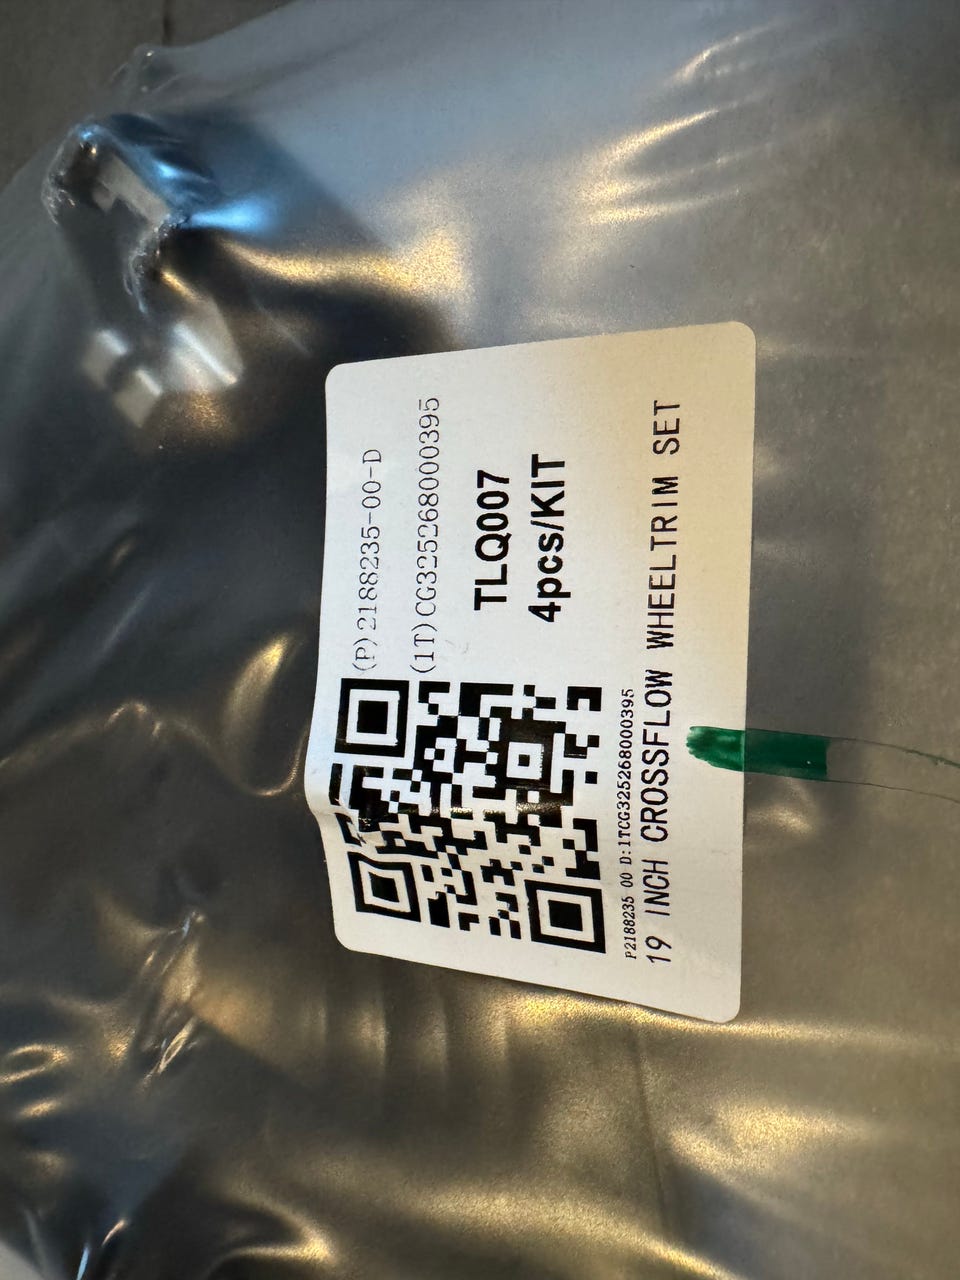 (P)2188235-00-D
(1T)CG325268000395
TLQ007
4pcs/KIT
P2188235 00 D:1TCG325268000395
19 INCH CROSSFLOW WHEELTRIM SET